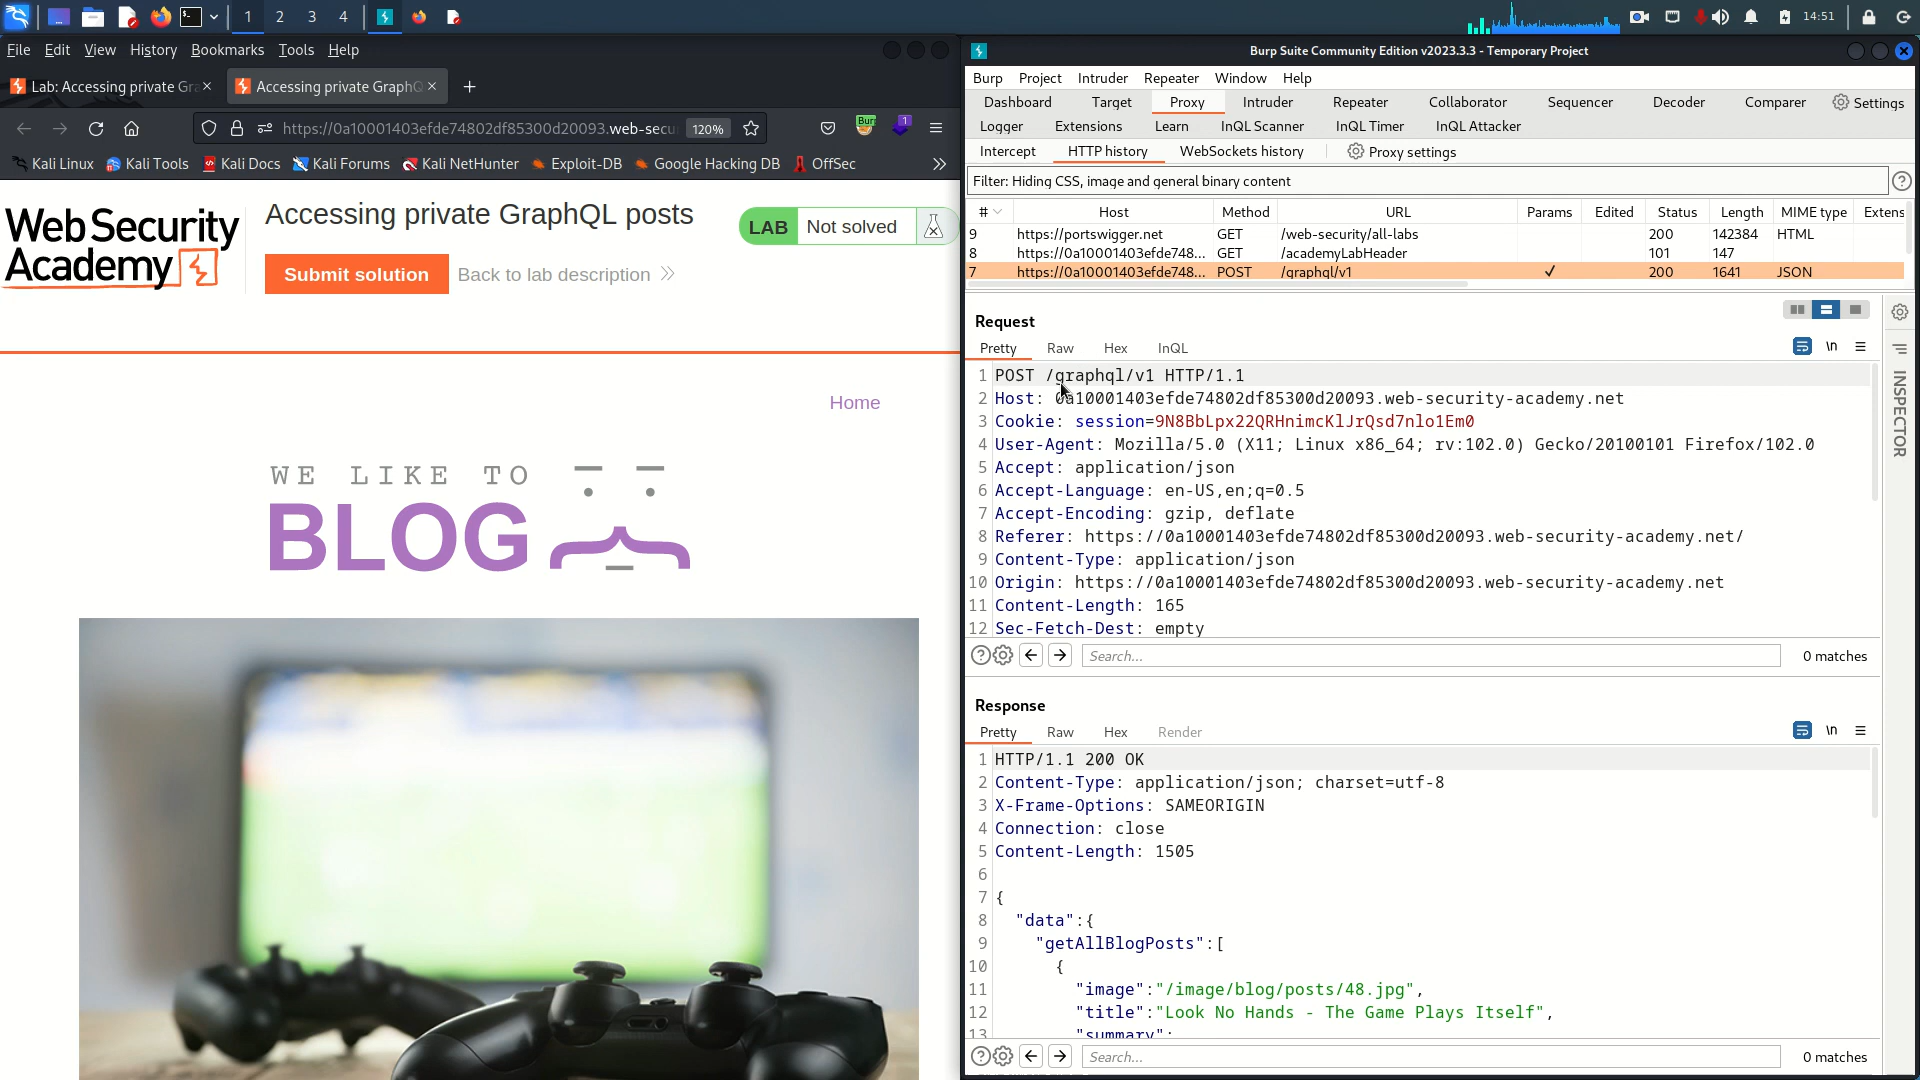 1 2 3 4 14:51
File Edit View History Bookmarks Tools Help
Lab: Accessing private Gra
Accessing private GraphQ
https://0a10001403efde74802df85300d20093.web-secu 120% Bur 1
Kali Linux Kali Tools Kali Docs Kali Forums Kali NetHunter Exploit-DB Google Hacking DB OffSec
Web Security
Academy
Accessing private GraphQL posts
LAB Not solved
Submit solution
Back to lab description
Home
WE LIKE TO
BLOG
Burp Suite Community Edition v2023.3.3 - Temporary Project
Burp Project Intruder Repeater Window Help
Dashboard Target Proxy Intruder Repeater Collaborator Sequencer Decoder Comparer Settings
Logger Extensions Learn InQL Scanner InQL Timer InQL Attacker
Intercept HTTP history WebSockets history Proxy settings
Filter: Hiding CSS, image and general binary content
# Host Method URL Params Edited Status Length MIME type Extens
9 https://portswigger.net GET /web-security/all-labs 200 142384 HTML
8 https://0a10001403efde748... GET /academyLabHeader 101 147
7 https://0a10001403efde748... POST /graphql/v1 ✓ 200 1641 JSON
Request
Pretty Raw Hex InQL \n
1 POST /graphql/v1 HTTP/1.1
2 Host: 0a10001403efde74802df85300d20093.web-security-academy.net
3 Cookie: session=9N8BbLpx22QRHnimcKlJrQsd7nlo1Em0
4 User-Agent: Mozilla/5.0 (X11; Linux x86_64; rv:102.0) Gecko/20100101 Firefox/102.0
5 Accept: application/json
6 Accept-Language: en-US,en;q=0.5
7 Accept-Encoding: gzip, deflate
8 Referer: https://0a10001403efde74802df85300d20093.web-security-academy.net/
9 Content-Type: application/json
10 Origin: https://0a10001403efde74802df85300d20093.web-security-academy.net
11 Content-Length: 165
12 Sec-Fetch-Dest: empty
Search... 0 matches
INSPECTOR
Response
Pretty Raw Hex Render \n
1 HTTP/1.1 200 OK
2 Content-Type: application/json; charset=utf-8
3 X-Frame-Options: SAMEORIGIN
4 Connection: close
5 Content-Length: 1505
6
7 {
8 "data":{
9 "getAllBlogPosts":[
10 {
11 "image":"/image/blog/posts/48.jpg",
12 "title":"Look No Hands - The Game Plays Itself",
13 "summary":
Search... 0 matches